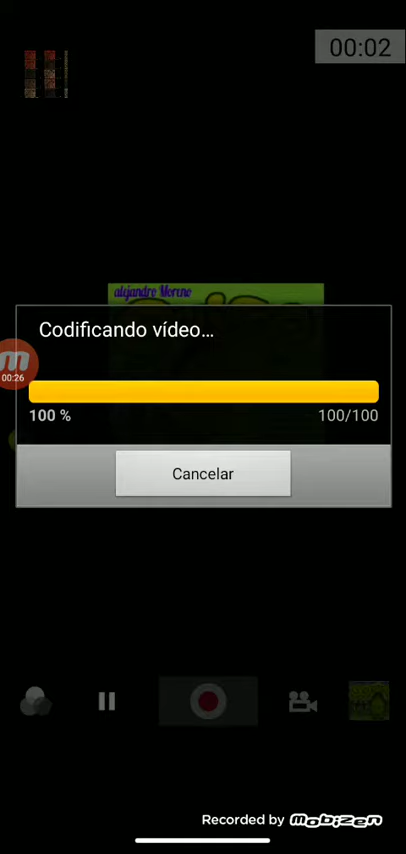 00:02
alejandro Moreno
Codificando vídeo...
00:26
100 %
100/100
Cancelar
Recorded by mobizen